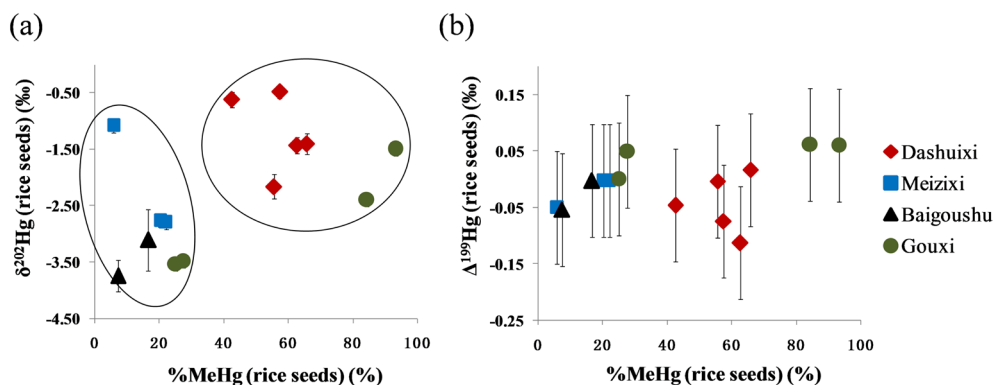 (a)
-0.50
-1.50
-2.50
-3.50
-4.50
δ²⁰²Hg (rice seeds) (‰)
0 20 40 60 80 100
%MeHg (rice seeds) (%)
(b)
0.15
0.05
-0.05
-0.15
-0.25
Δ¹⁹⁹Hg (rice seeds) (‰)
0 20 40 60 80 100
%MeHg (rice seeds) (%)
Dashuixi
Meizixi
Baigoushu
Gouxi